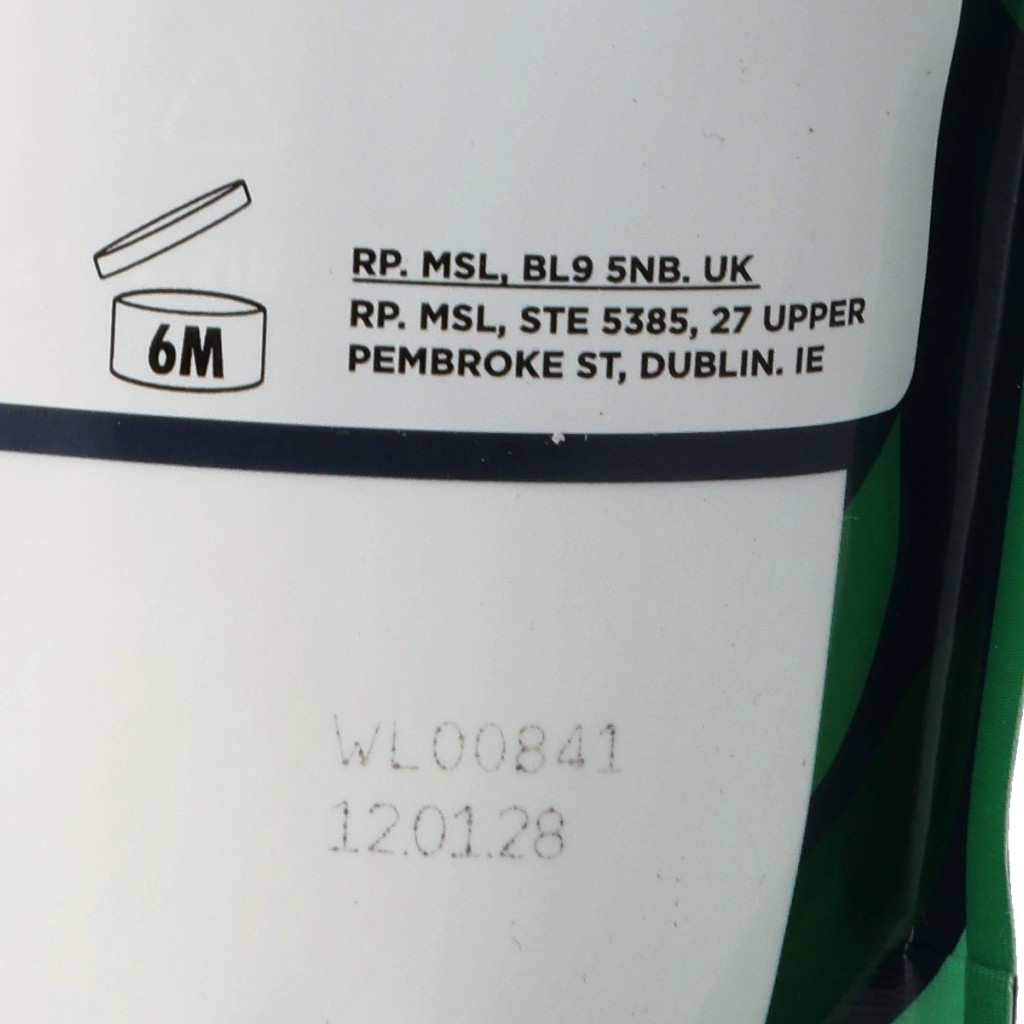 6M
RP. MSL, BL9 5NB. UK
RP. MSL, STE 5385, 27 UPPER
PEMBROKE ST, DUBLIN. IE
WL00841
12.01.28